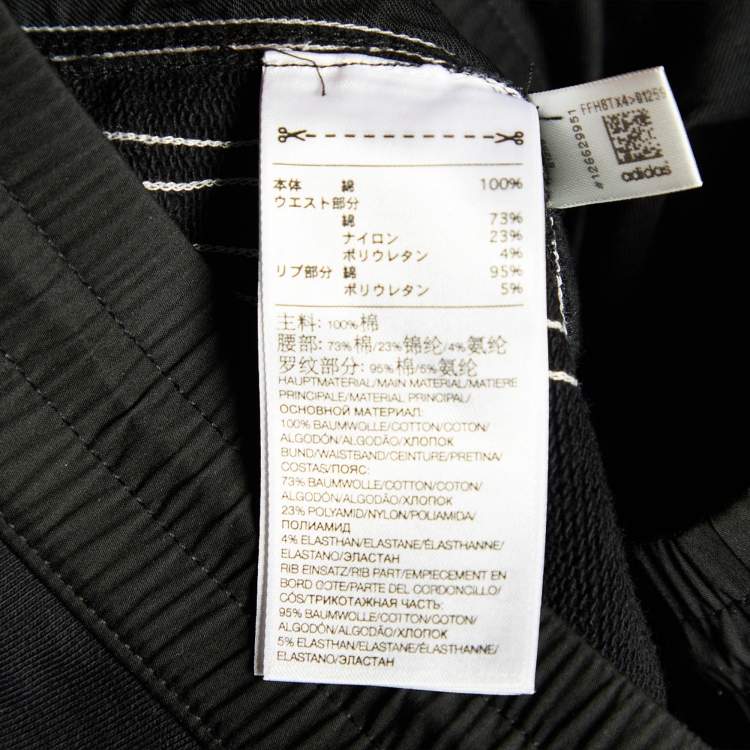 本体 綿 100%
ウエスト部分
綿 73%
ナイロン 23%
ポリウレタン 4%
リブ部分 綿 95%
ポリウレタン 5%
主料: 100%棉
腰部: 73%棉/23%锦纶/4%氨纶
罗纹部分: 95%棉/5%氨纶
HAUPTMATERIAL/MAIN MATERIAL/MATIERE
PRINCIPALE/MATERIAL PRINCIPAL/
ОСНОВНОЙ МАТЕРИАЛ:
100% BAUMWOLLE/COTTON/COTON/
ALGODÓN/ALGODÃO/ХЛОПОК
BUND/WAISTBAND/CEINTURE/PRETINA/
COSTAS/ПОЯС:
73% BAUMWOLLE/COTTON/COTON/
ALGODÓN/ALGODÃO/ХЛОПОК
23% POLYAMID/NYLON/POLIAMIDA/
ПОЛИАМИД
4% ELASTHAN/ELASTANE/ÉLASTHANNE/
ELASTANO/ЭЛАСТАН
RIB EINSATZ/RIB PART/EMPIECEMENT EN
BORD COTE/PARTE DEL CORDONCILLO/
CÓS/ТРИКОТАЖНАЯ ЧАСТЬ:
95% BAUMWOLLE/COTTON/COTON/
ALGODÓN/ALGODÃO/ХЛОПОК
5% ELASTHAN/ELASTANE/ÉLASTHANNE/
ELASTANO/ЭЛАСТАН
#126629951
adidas